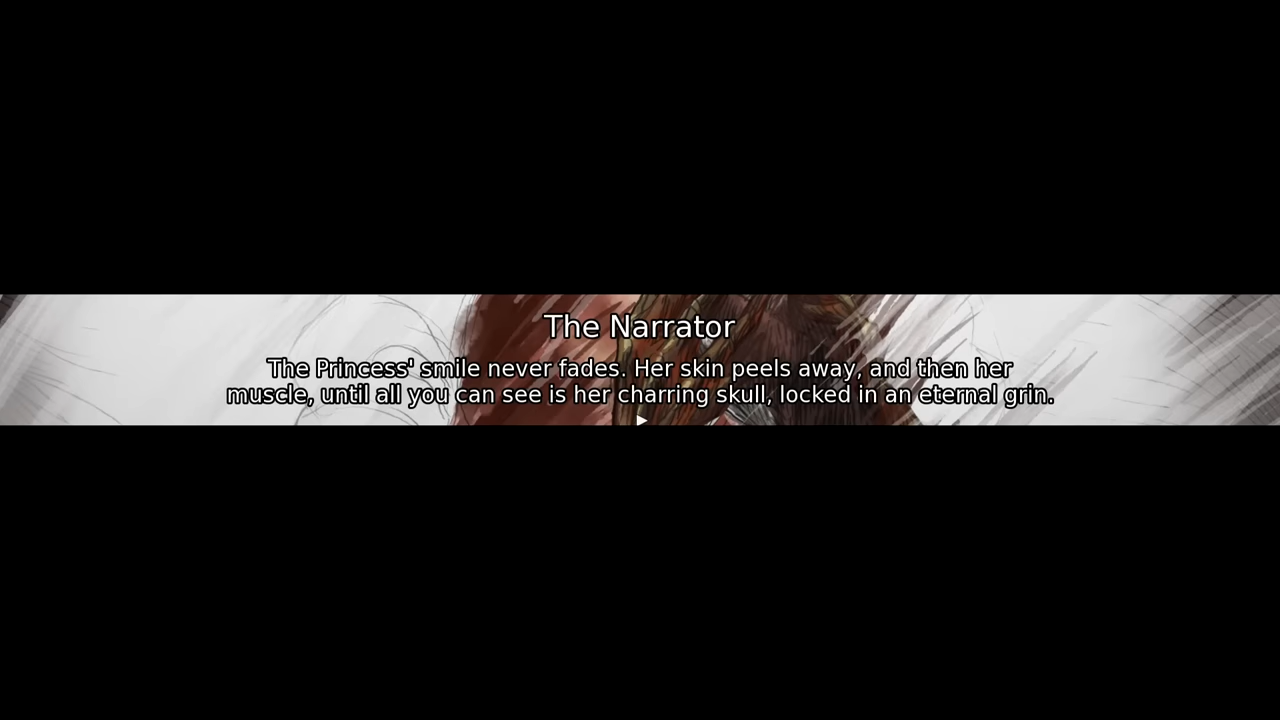 The Narrator
The Princess' smile never fades. Her skin peels away, and then her
muscle, until all you can see is her charring skull, locked in an eternal grin.